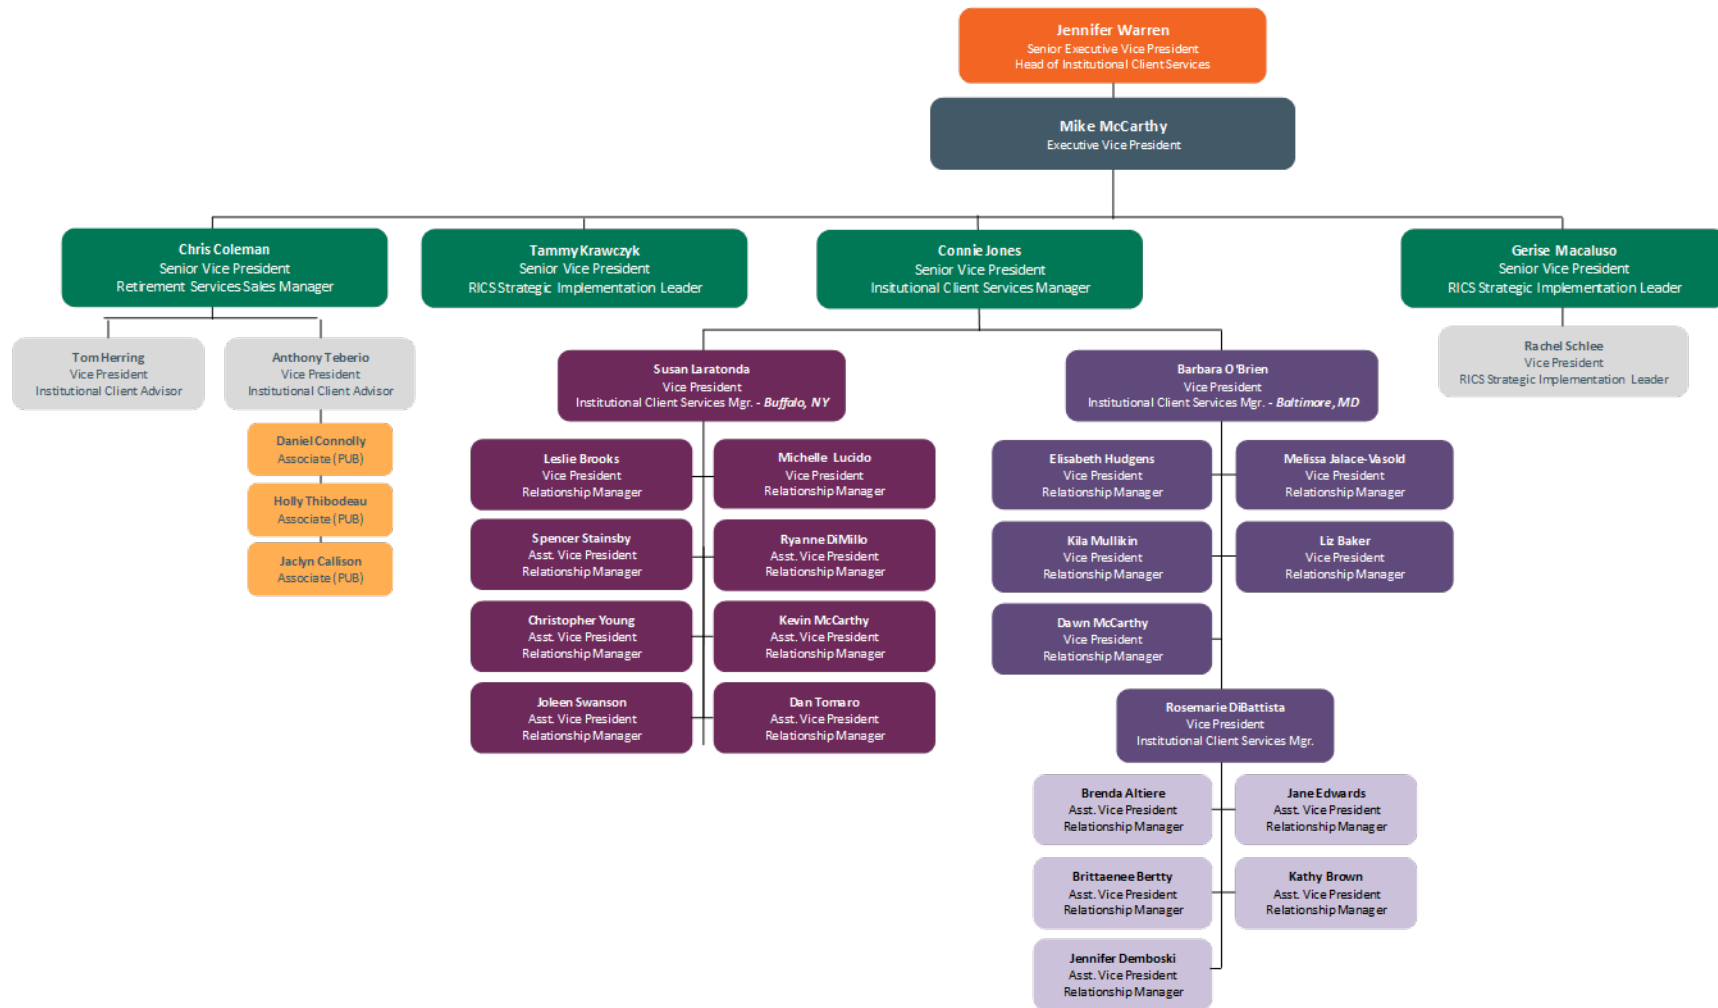 Jennifer Warren
Senior Executive Vice President
Head of Institutional Client Services
Mike McCarthy
Executive Vice President
Chris Coleman
Senior Vice President
Retirement Services Sales Manager
Tammy Krawczyk
Senior Vice President
RICS Strategic Implementation Leader
Connie Jones
Senior Vice President
Insitutional Client Services Manager
Gerise Macaluso
Senior Vice President
RICS Strategic Implementation Leader
Tom Herring
Vice President
Institutional Client Advisor
Anthony Teberio
Vice President
Institutional Client Advisor
Daniel Connolly
Associate (PUB)
Holly Thibodeau
Associate (PUB)
Jaclyn Callison
Associate (PUB)
Susan Laratonda
Vice President
Institutional Client Services Mgr. - Buffalo, NY
Leslie Brooks
Vice President
Relationship Manager
Michelle Lucido
Vice President
Relationship Manager
Spencer Stainsby
Asst. Vice President
Relationship Manager
Ryanne DiMillo
Asst. Vice President
Relationship Manager
Christopher Young
Asst. Vice President
Relationship Manager
Kevin McCarthy
Asst. Vice President
Relationship Manager
Joleen Swanson
Asst. Vice President
Relationship Manager
Dan Tomaro
Asst. Vice President
Relationship Manager
Barbara O'Brien
Vice President
Institutional Client Services Mgr. - Baltimore, MD
Elisabeth Hudgens
Vice President
Relationship Manager
Melissa Jalace-Vasold
Vice President
Relationship Manager
Kila Mullikin
Vice President
Relationship Manager
Liz Baker
Vice President
Relationship Manager
Dawn McCarthy
Vice President
Relationship Manager
Rosemarie DiBattista
Vice President
Institutional Client Services Mgr.
Brenda Altiere
Asst. Vice President
Relationship Manager
Jane Edwards
Asst. Vice President
Relationship Manager
Brittaenee Bertty
Asst. Vice President
Relationship Manager
Kathy Brown
Asst. Vice President
Relationship Manager
Jennifer Demboski
Asst. Vice President
Relationship Manager
Rachel Schlee
Vice President
RICS Strategic Implementation Leader